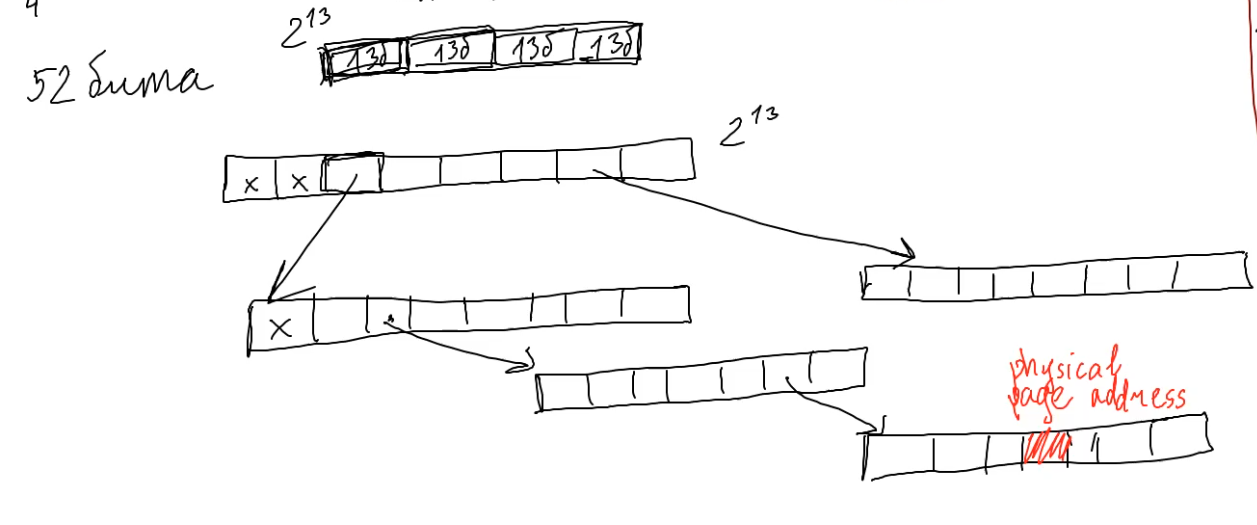 4
2^13
52 бита
13б 13б 13б 13б
2^13
x x
x
physical
page address